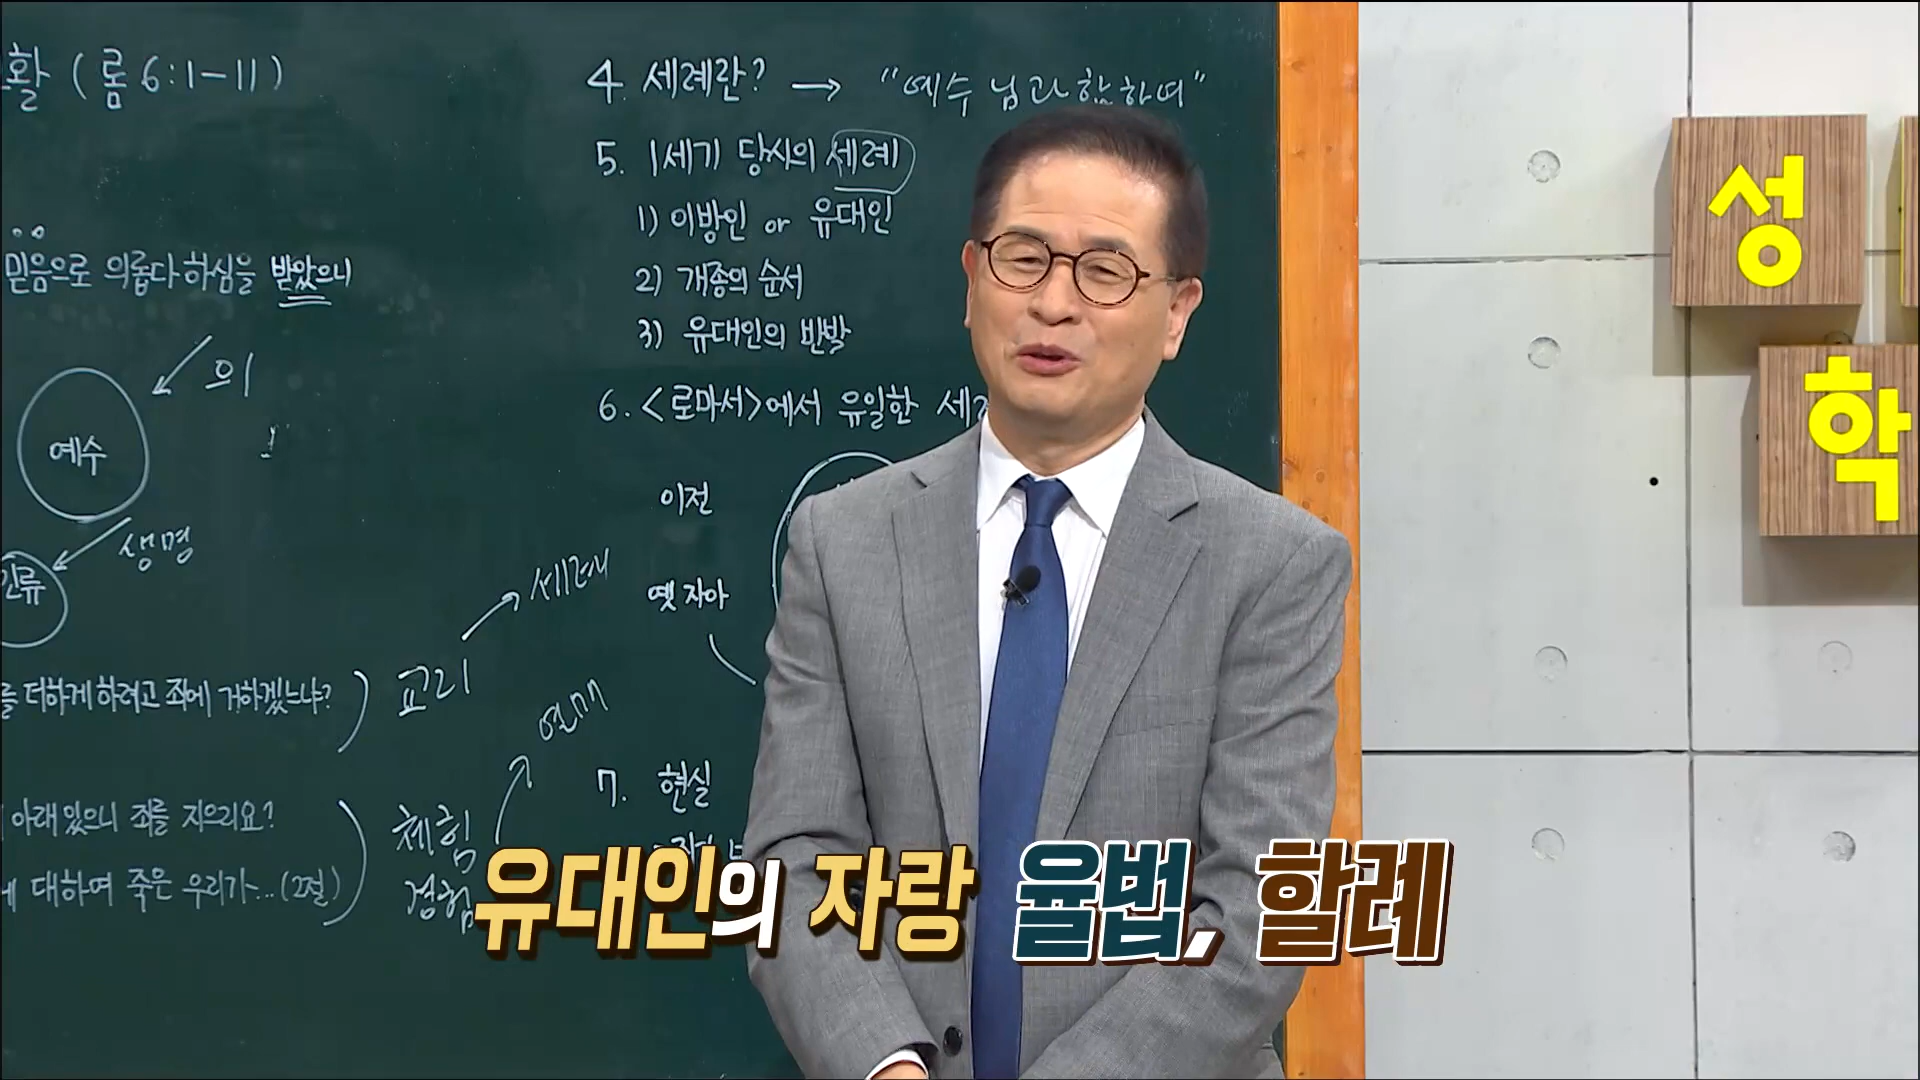 활 (롬 6:1-11)
믿음으로 의롭다 하심을 받았으니
의
예수
생명
인류
를 더하게 하려고 죄에 거하겠느냐?
교리
세례
열매
아래 있으니 죄를 지으리요?
체험
에 대하여 죽은 우리가...(2절)
경험
4. 세례란? → "예수님과 합하여"
5. 1세기 당시의 세례
1) 이방인 or 유대인
2) 개종의 순서
3) 유대인의 반발
6. <로마서>에서 유일한
이전
옛 자아
7. 현실
성
학
유대인의 자랑 율법, 할례